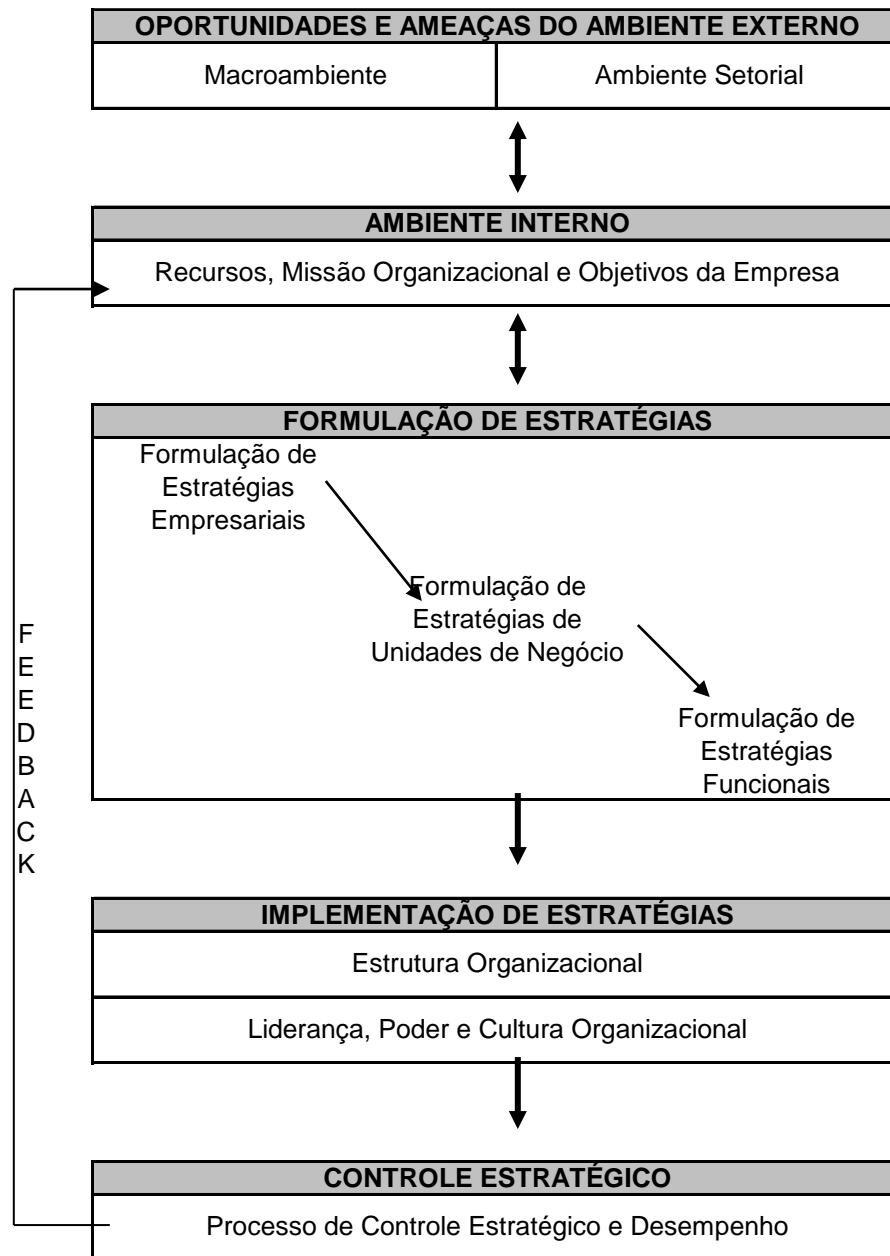 OPORTUNIDADES E AMEAÇAS DO AMBIENTE EXTERNO
Macroambiente
Ambiente Setorial
AMBIENTE INTERNO
Recursos, Missão Organizacional e Objetivos da Empresa
FORMULAÇÃO DE ESTRATÉGIAS
Formulação de
Estratégias
Empresariais
Formulação de
Estratégias de
Unidades de Negócio
Formulação de
Estratégias
Funcionais
F
E
E
D
B
A
C
K
IMPLEMENTAÇÃO DE ESTRATÉGIAS
Estrutura Organizacional
Liderança, Poder e Cultura Organizacional
CONTROLE ESTRATÉGICO
Processo de Controle Estratégico e Desempenho